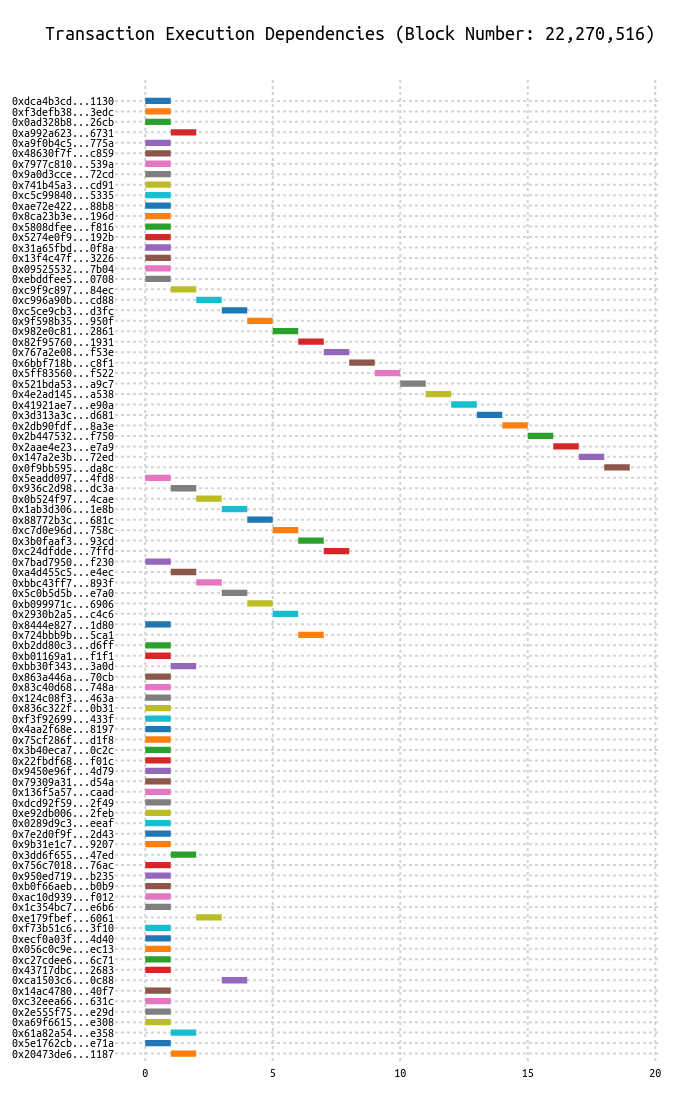 Transaction Execution Dependencies (Block Number: 22,270,516)
0xdca4b3cd...1130
0xf3defb38...3edc
0x0ad328b8...26cb
0xa992a623...6731
0xa9f0b4c5...775a
0x48630f7f...c859
0x7977c810...539a
0x9a0d3cce...72cd
0x741b45a3...cd91
0xc5c99840...5335
0xae72e422...88b8
0x8ca23b3e...196d
0x5808dfee...f816
0x5274e0f9...192b
0x31a65fbd...0f8a
0x13f4c47f...3226
0x09525532...7b04
0xebddfee5...0708
0xc9f9c897...84ec
0xc996a90b...cd88
0xc5ce9cb3...d3fc
0x9f598b35...950f
0x982e0c81...2861
0x82f95760...1931
0x767a2e08...f53e
0x6bbf718b...c8f1
0x5ff83560...f522
0x521bda53...a9c7
0x4e2ad145...a538
0x41921ae7...e90a
0x3d313a3c...d681
0x2db90fdf...8a3e
0x2b447532...f750
0x2aae4e23...e7a9
0x147a2e3b...72ed
0x0f9bb595...da8c
0x5eadd097...4fd8
0x936c2d98...dc3a
0x0b524f97...4cae
0x1ab3d306...1e8b
0x88772b3c...681c
0xc7d0e96d...758c
0x3b0faaf3...93cd
0xc24dfdde...7ffd
0x7bad7950...f230
0xa4d455c5...e4ec
0xbbc43ff7...893f
0x5c0b5d5b...e7a0
0xb099971c...6906
0x2930b2a5...c4c6
0x8444e827...1d80
0x724bbb9b...5ca1
0xb2dd80c3...d6ff
0xb01169a1...f1f1
0xbb30f343...3a0d
0x863a446a...70cb
0x83c40d68...748a
0x124c08f3...463a
0x836c322f...0b31
0xf3f92699...433f
0x4aa2f68e...8197
0x75cf286f...d1f8
0x3b40eca7...0c2c
0x22fbdf68...f01c
0x9450e96f...4d79
0x79309a31...d54a
0x136f5a57...caad
0xdcd92f59...2f49
0xe92db006...2feb
0x0289d9c3...eeaf
0x7e2d0f9f...2d43
0x9b31e1c7...9207
0x3dd6f655...47ed
0x756c7018...76ac
0x950ed719...b235
0xb0f66aeb...b0b9
0xac10d939...f012
0x1c354bc7...e6b6
0xe179fbef...6061
0xf73b51c6...3f10
0xecf0a03f...4d40
0x056c0c9e...ec13
0xc27cdee6...6c71
0x43717dbc...2683
0xca1503c6...0c88
0x14ac4780...40f7
0xc32eea66...631c
0x2e555f75...e29d
0xa69f6615...e308
0x61a82a54...e358
0x5e1762cb...e71a
0x20473de6...1187
0 5 10 15 20